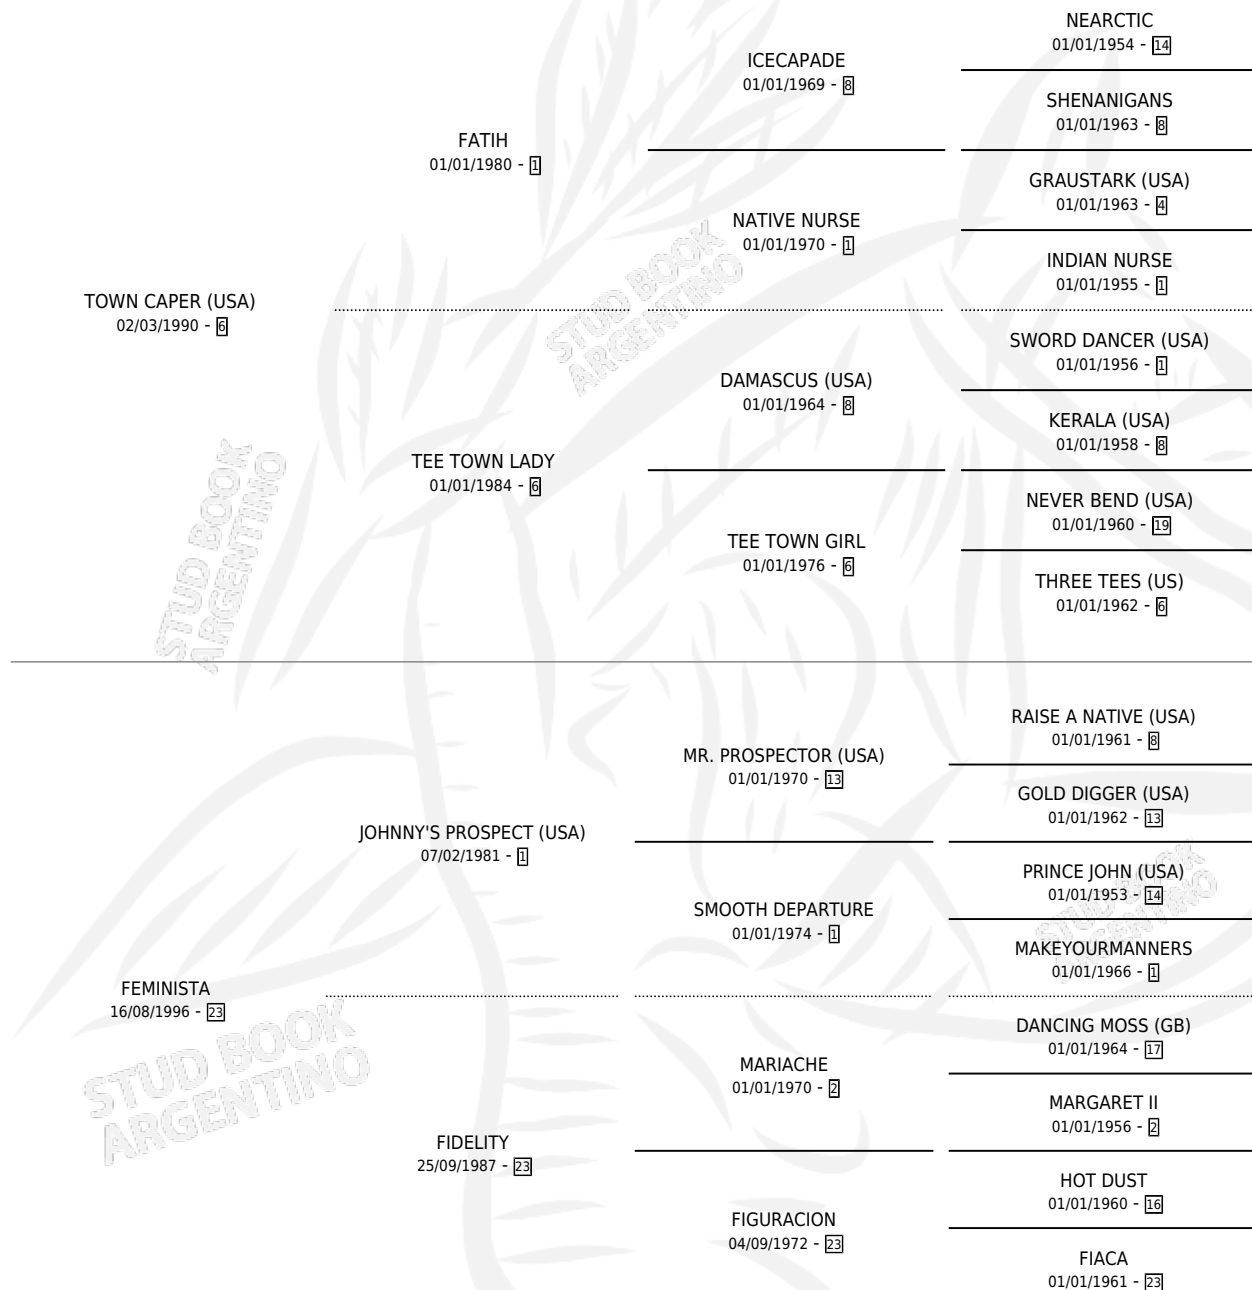 NEARCTIC
01/01/1954 - 14
ICECAPADE
01/01/1969 - 8
SHENANIGANS
01/01/1963 - 8
FATIH
01/01/1980 - 1
GRAUSTARK (USA)
01/01/1963 - 4
NATIVE NURSE
01/01/1970 - 1
INDIAN NURSE
01/01/1955 - 1
TOWN CAPER (USA)
02/03/1990 - 6
SWORD DANCER (USA)
01/01/1956 - 1
DAMASCUS (USA)
01/01/1964 - 8
KERALA (USA)
01/01/1958 - 8
TEE TOWN LADY
01/01/1984 - 6
NEVER BEND (USA)
01/01/1960 - 19
TEE TOWN GIRL
01/01/1976 - 6
THREE TEES (US)
01/01/1962 - 6
RAISE A NATIVE (USA)
01/01/1961 - 8
MR. PROSPECTOR (USA)
01/01/1970 - 13
GOLD DIGGER (USA)
01/01/1962 - 13
JOHNNY'S PROSPECT (USA)
07/02/1981 - 1
PRINCE JOHN (USA)
01/01/1953 - 14
SMOOTH DEPARTURE
01/01/1974 - 1
MAKEYOURMANNERS
01/01/1966 - 1
FEMINISTA
16/08/1996 - 23
DANCING MOSS (GB)
01/01/1964 - 17
MARIACHE
01/01/1970 - 2
MARGARET II
01/01/1956 - 2
FIDELITY
25/09/1987 - 23
HOT DUST
01/01/1960 - 16
FIGURACION
04/09/1972 - 23
FIACA
01/01/1961 - 23
STUD BOOK
ARGENTINO
STUD BOOK
ARGENTINO
STUD BOOK
ARGENTINO
STUD BOOK
ARGENTINO